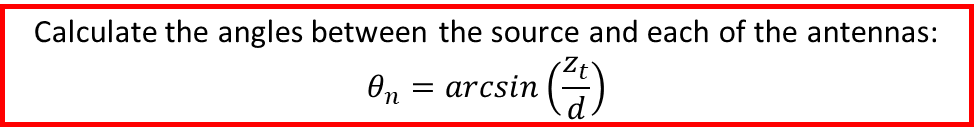 Calculate the angles between the source and each of the antennas:
θₙ = arcsin (zₜ/d)